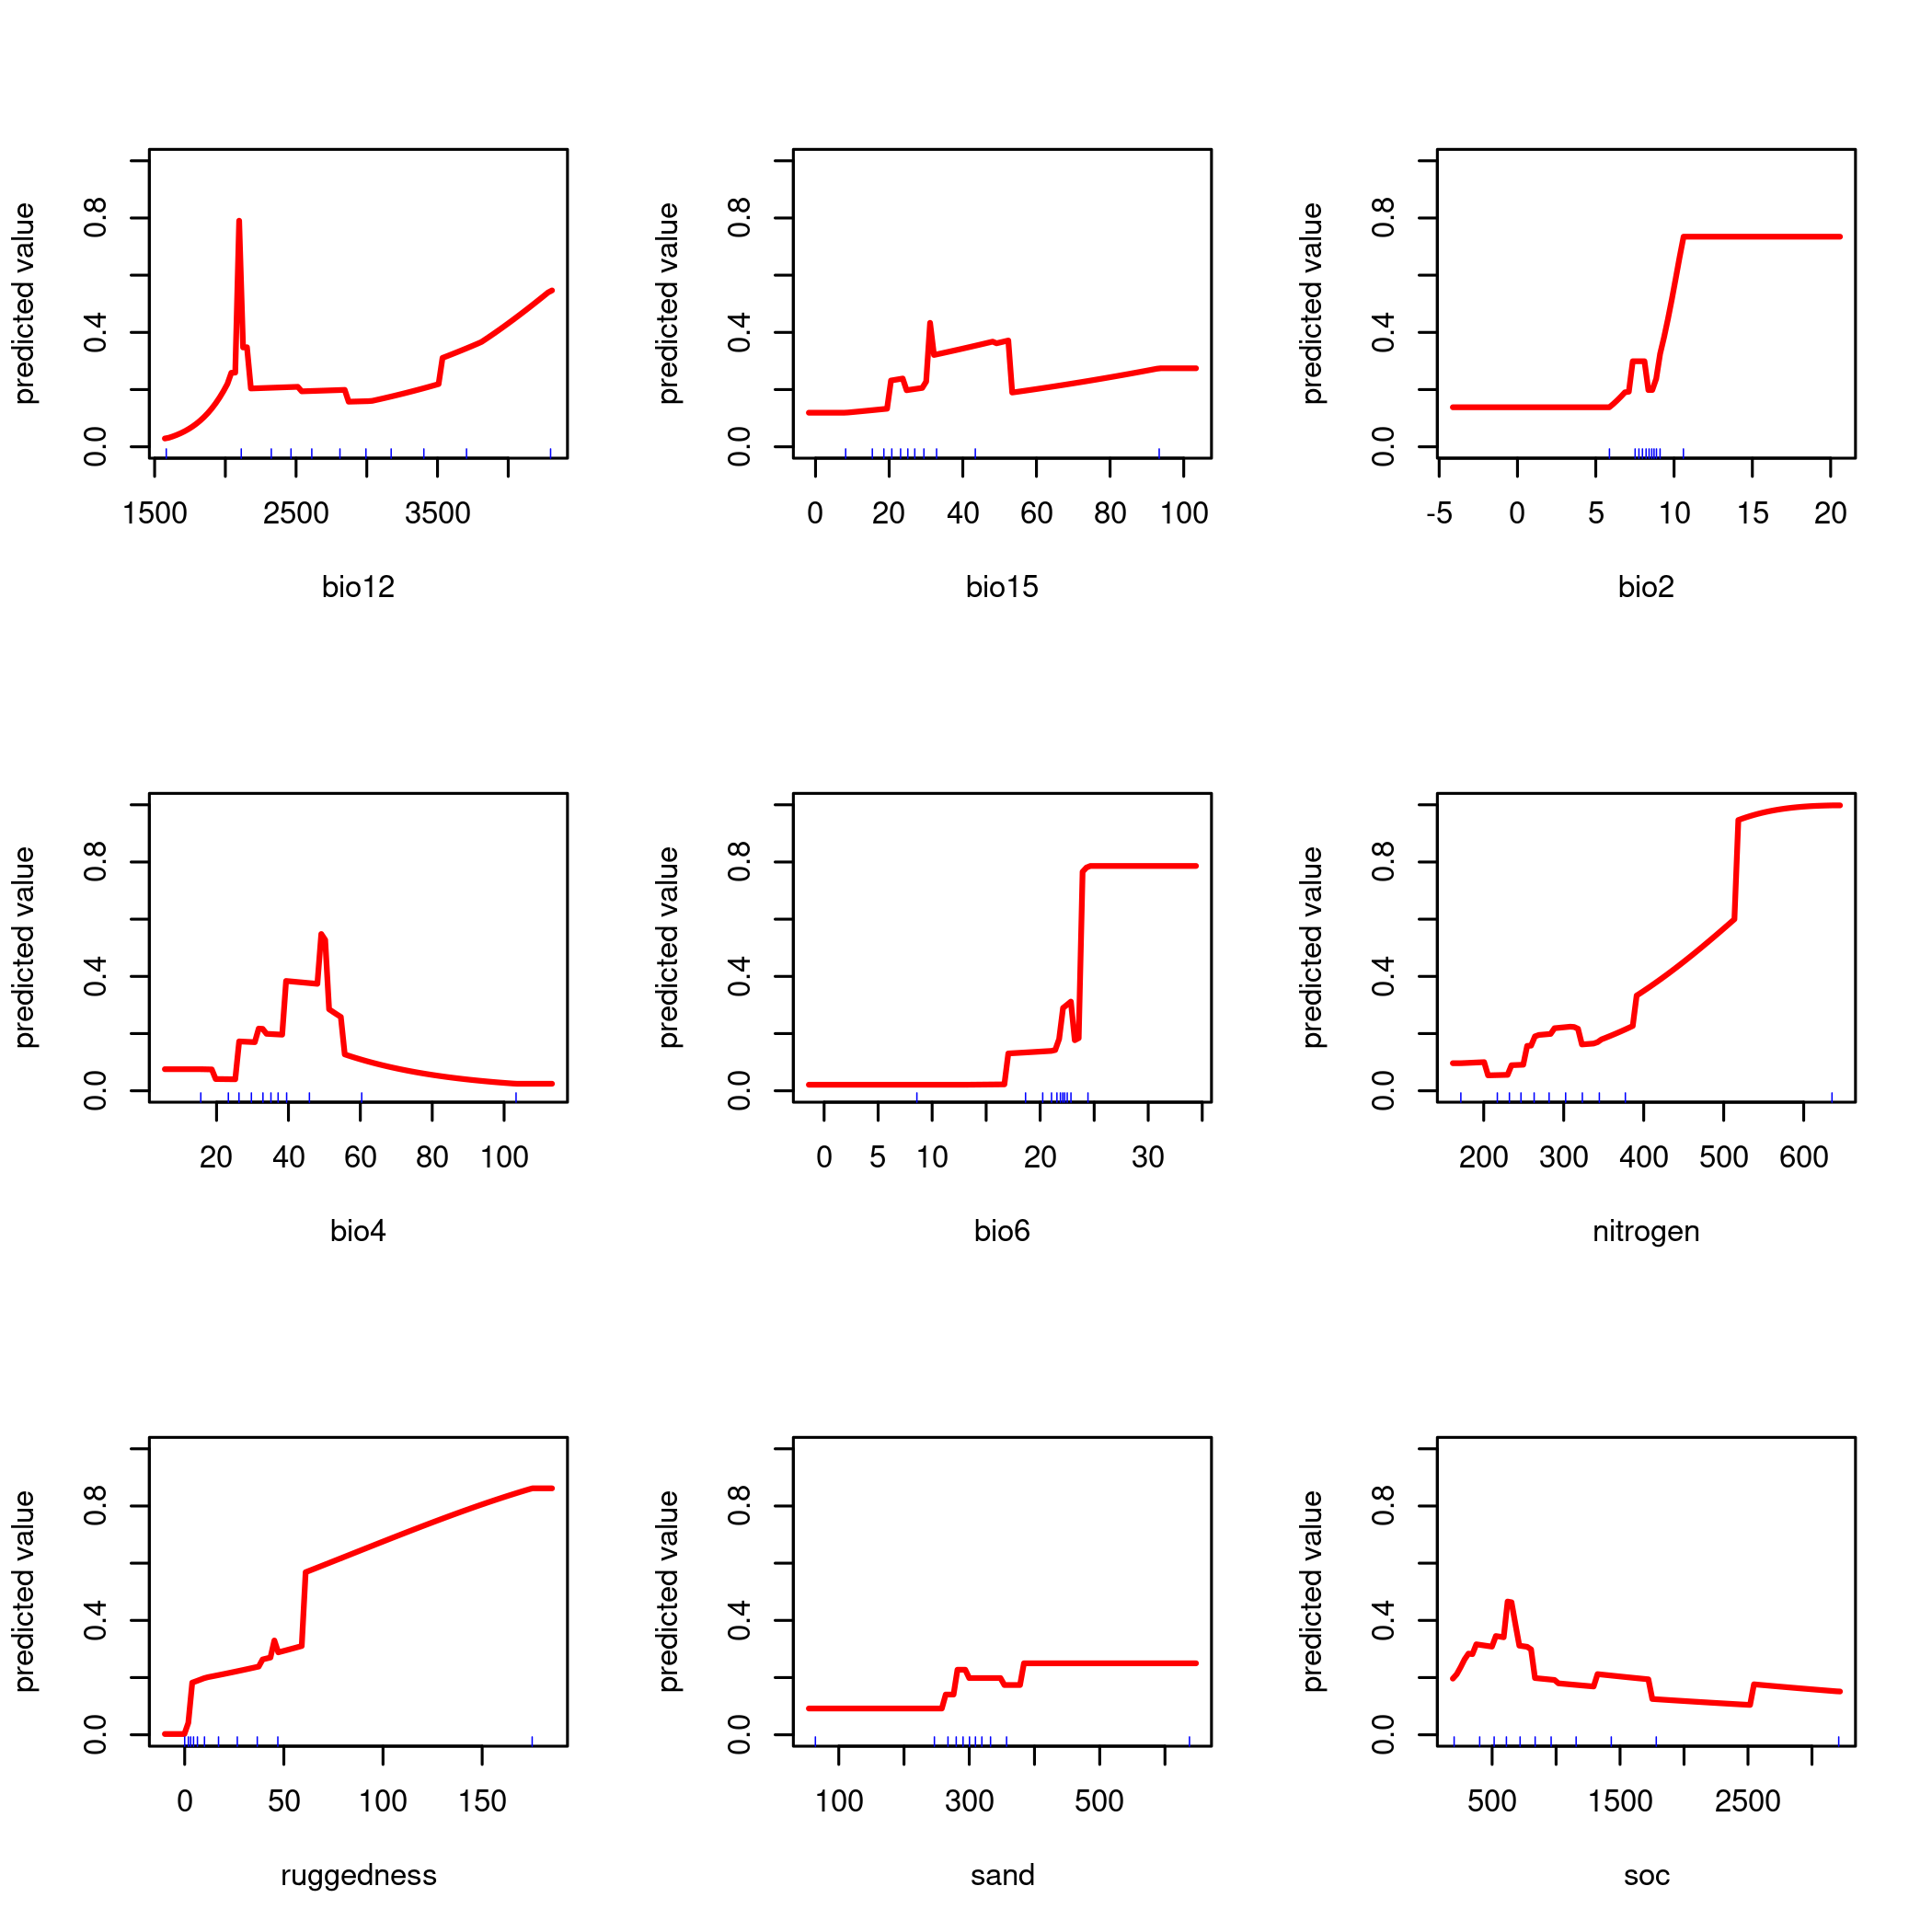 predicted value
0.0 0.4 0.8
1500 2500 3500
bio12
predicted value
0.0 0.4 0.8
0 20 40 60 80 100
bio15
predicted value
0.0 0.4 0.8
-5 0 5 10 15 20
bio2
predicted value
0.0 0.4 0.8
20 40 60 80 100
bio4
predicted value
0.0 0.4 0.8
0 5 10 20 30
bio6
predicted value
0.0 0.4 0.8
200 300 400 500 600
nitrogen
predicted value
0.0 0.4 0.8
0 50 100 150
ruggedness
predicted value
0.0 0.4 0.8
100 300 500
sand
predicted value
0.0 0.4 0.8
500 1500 2500
soc